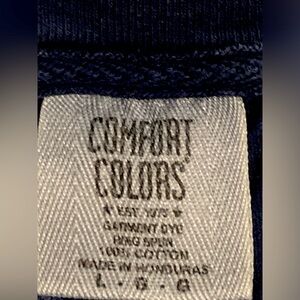 COMFORT
COLORS
★ EST 1975 ★
GARMENT DYE
RING SPUN
100% COTTON
MADE IN HONDURAS
L - G - G